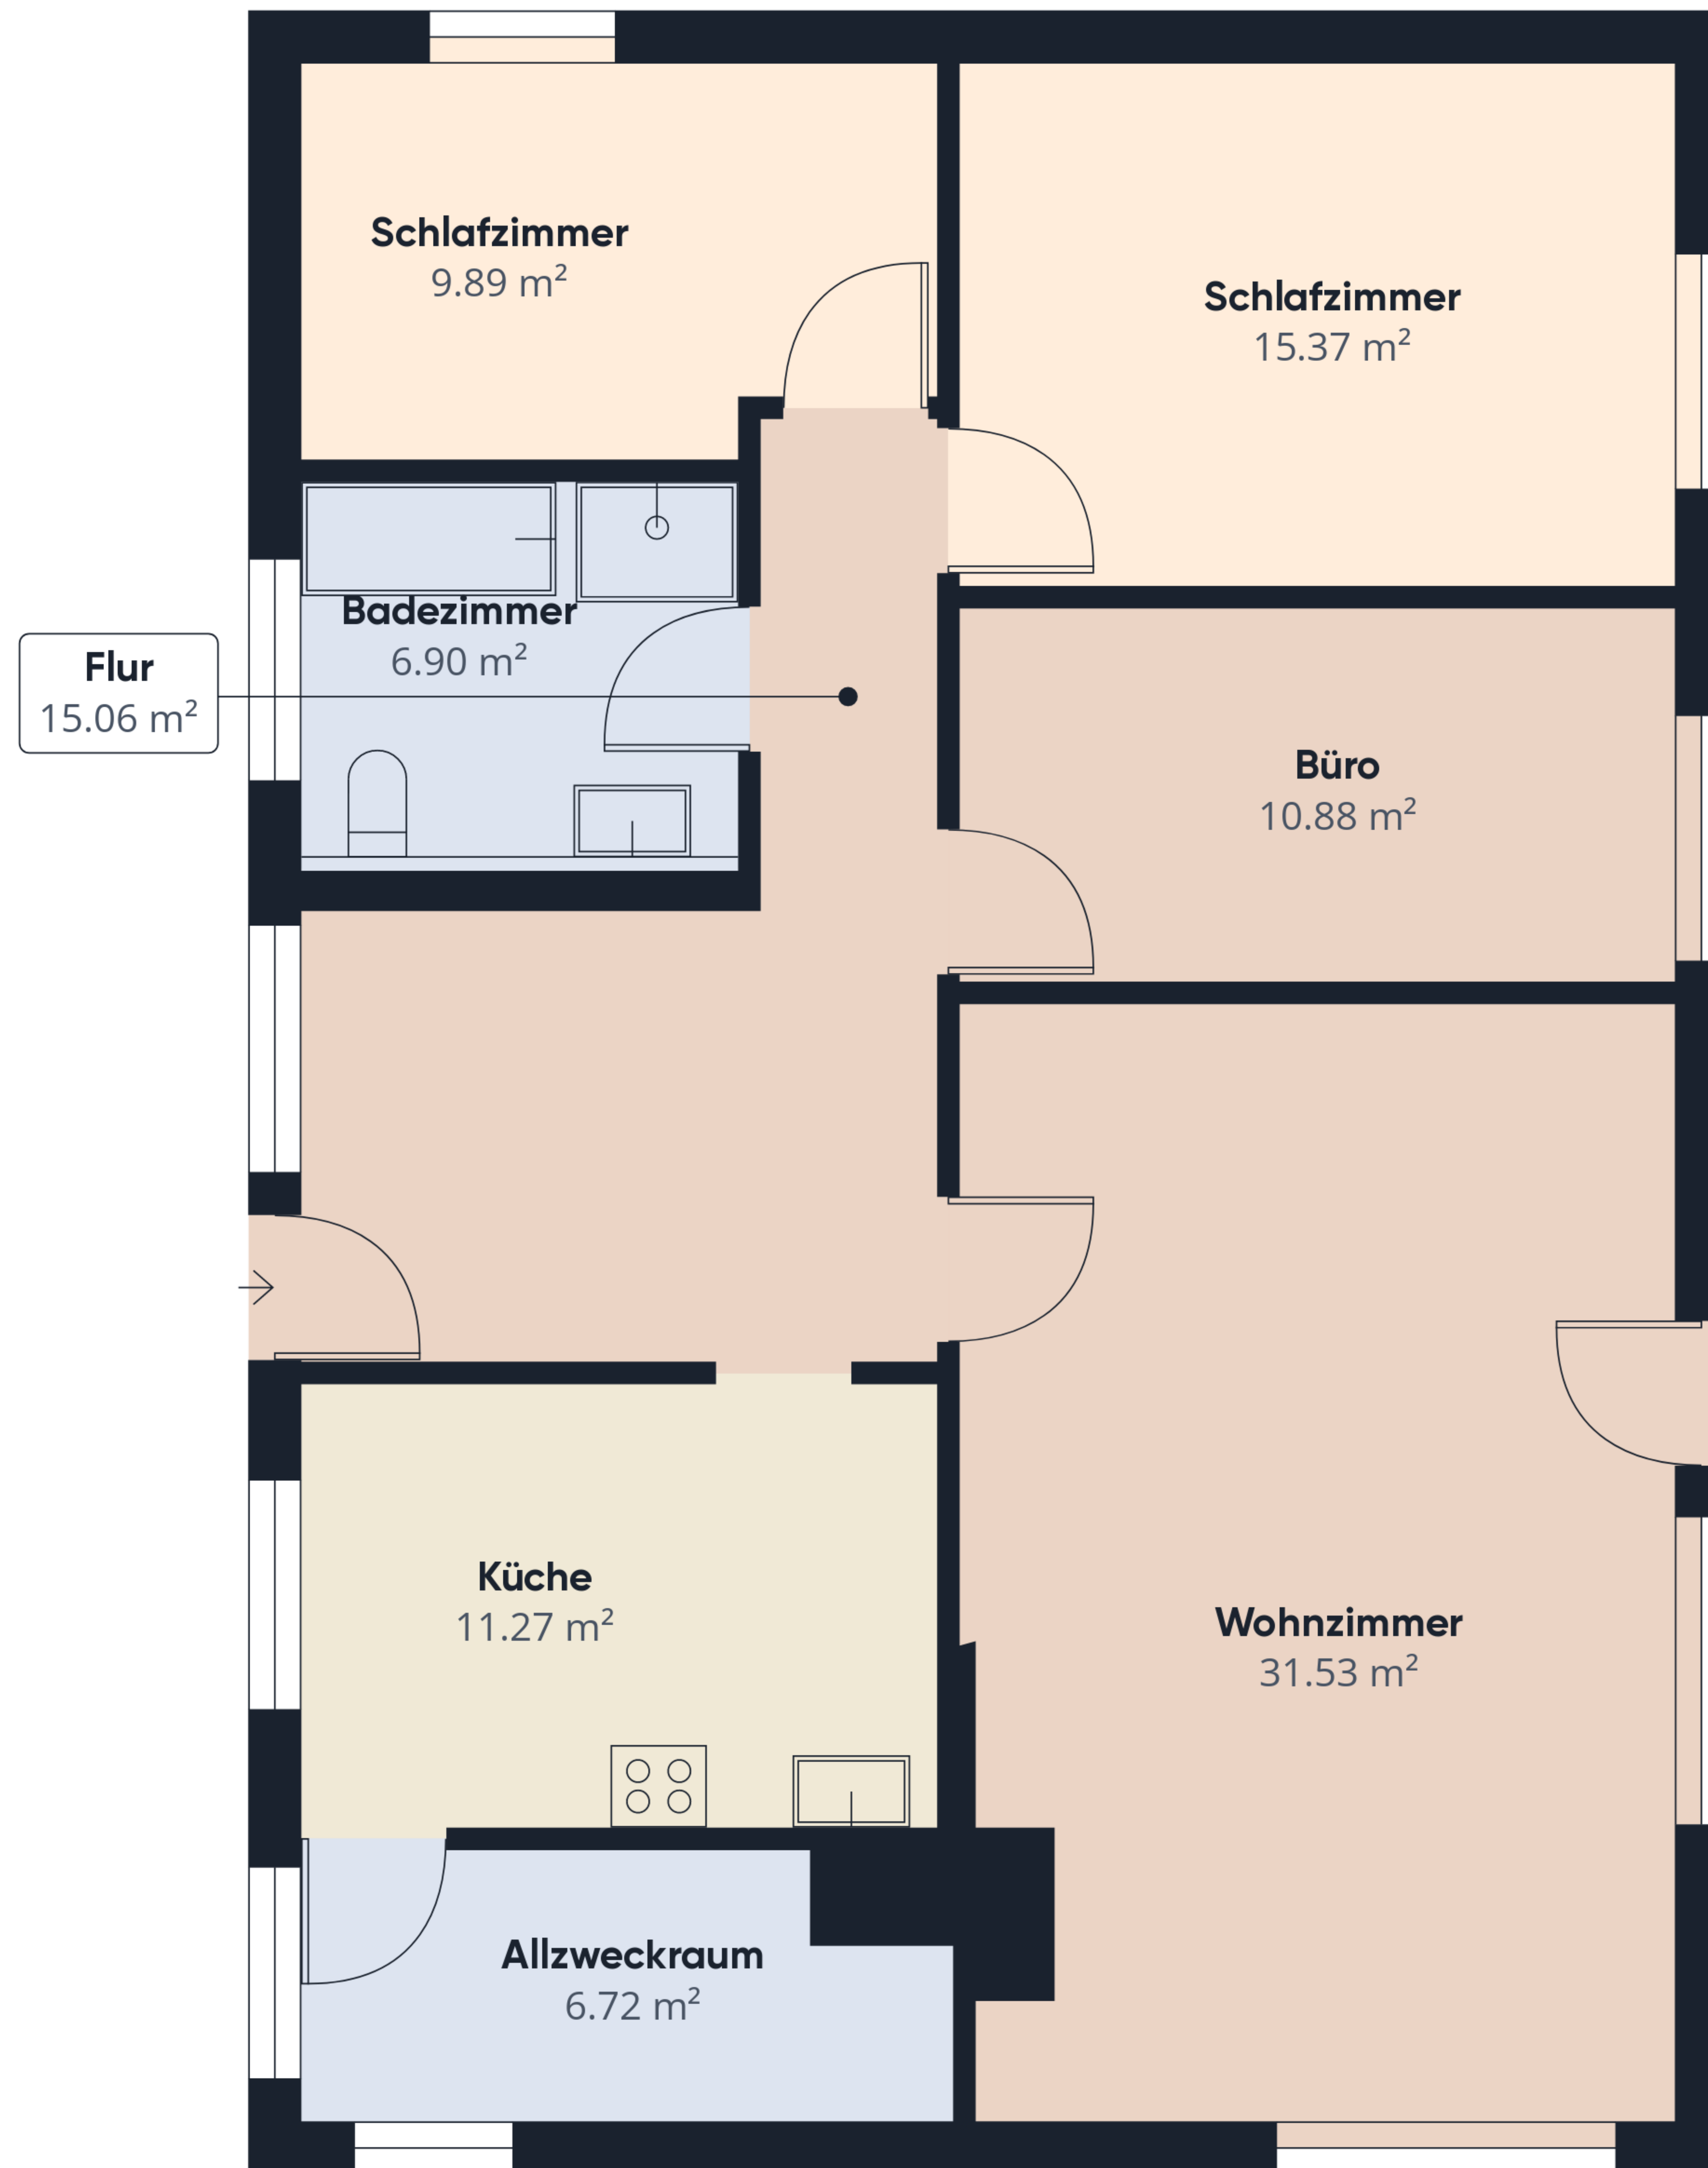 Schlafzimmer
9.89 m²
Schlafzimmer
15.37 m²
Badezimmer
6.90 m²
Flur
15.06 m²
Büro
10.88 m²
Küche
11.27 m²
Wohnzimmer
31.53 m²
Allzweckraum
6.72 m²